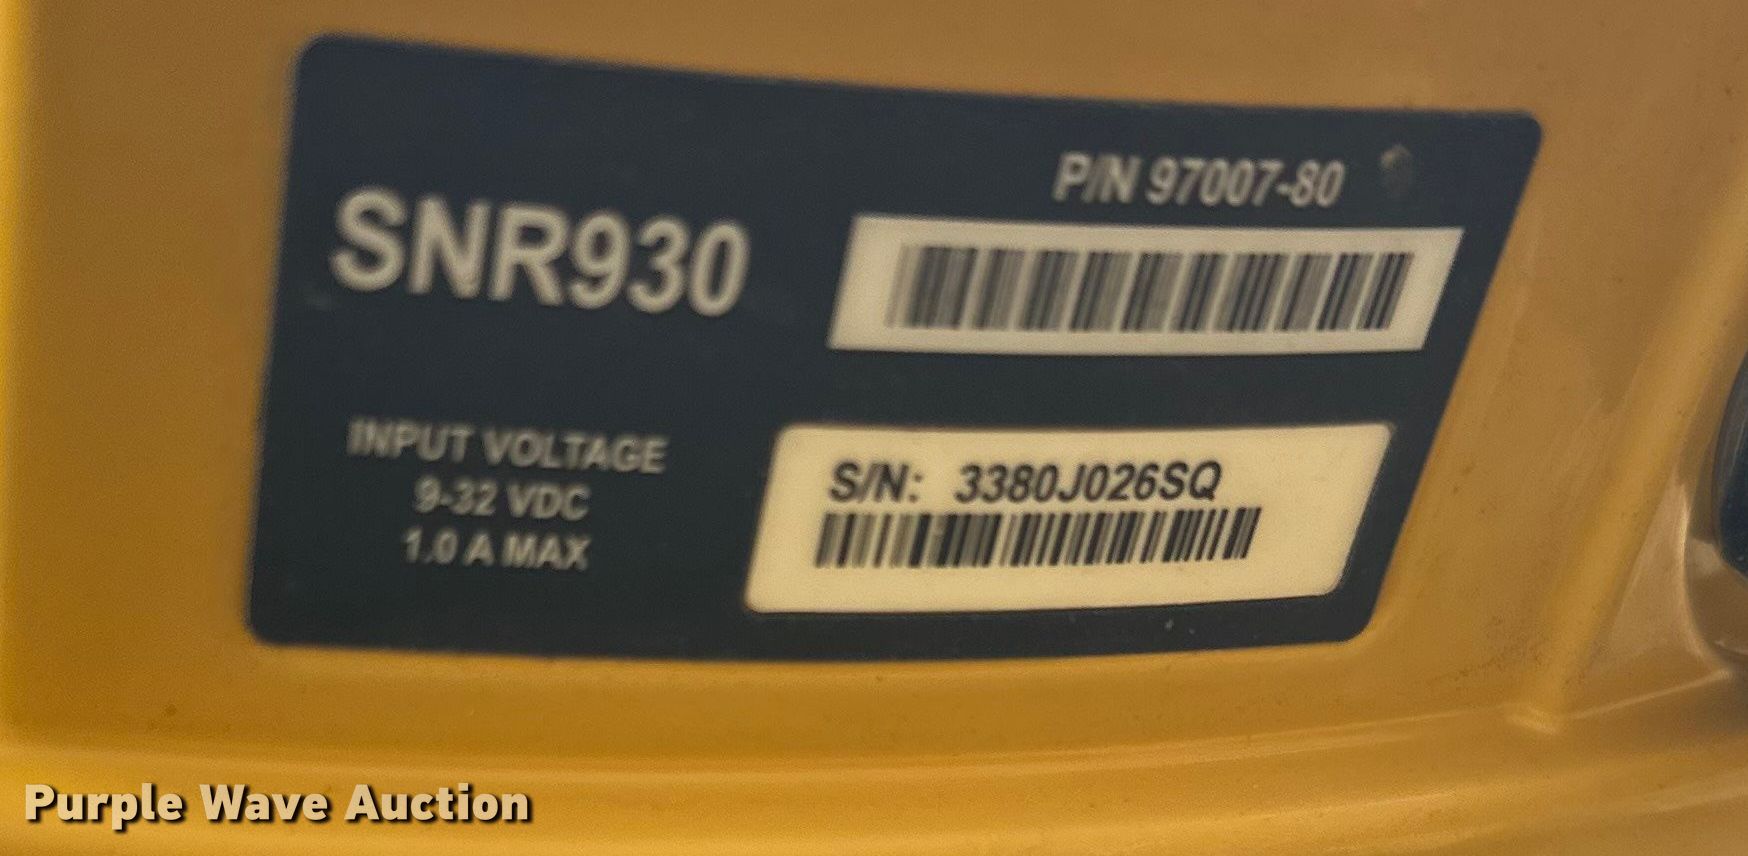 P/N 97007-80
SNR930
INPUT VOLTAGE
9-32 VDC
1.0 A MAX
S/N: 3380J026SQ
Purple Wave Auction